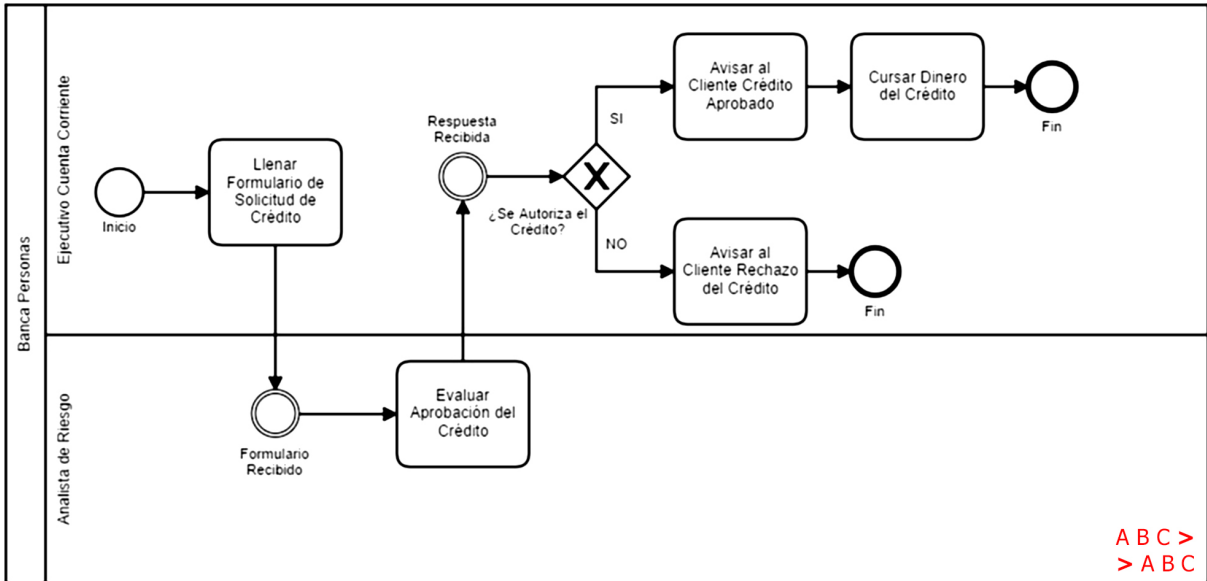 Banca Personas
Ejecutivo Cuenta Corriente
Inicio
Llenar
Formulario de
Solicitud de
Crédito
Respuesta
Recibida
¿Se Autoriza el
Crédito?
SI
Avisar al
Cliente Crédito
Aprobado
Cursar Dinero
del Crédito
Fin
NO
Avisar al
Cliente Rechazo
del Crédito
Fin
Analista de Riesgo
Formulario
Recibido
Evaluar
Aprobación del
Crédito
A B C >
> A B C